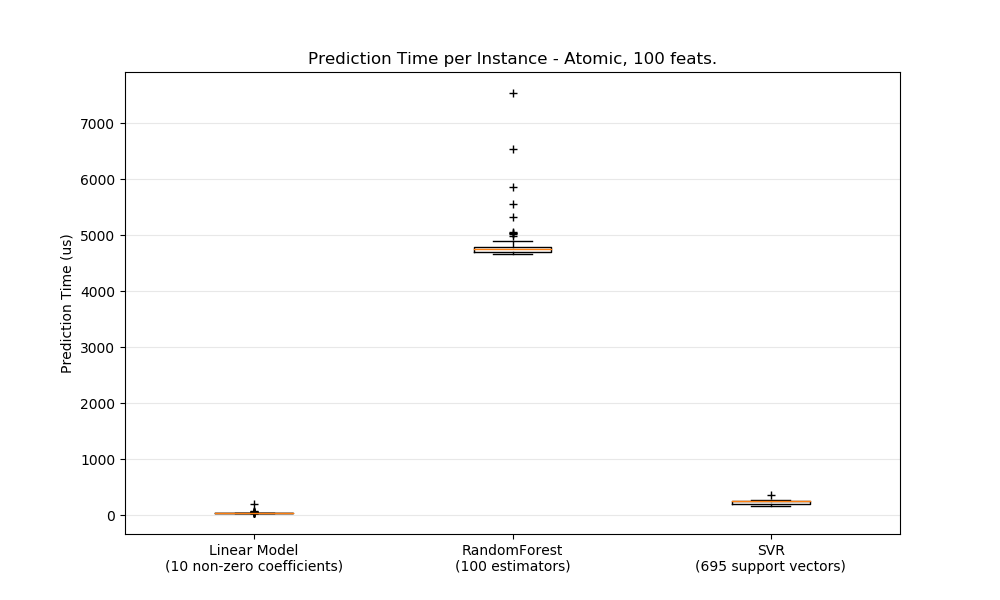 Prediction Time per Instance - Atomic, 100 feats.
Prediction Time (us)
7000
6000
5000
4000
3000
2000
1000
0
Linear Model
(10 non-zero coefficients)
RandomForest
(100 estimators)
SVR
(695 support vectors)